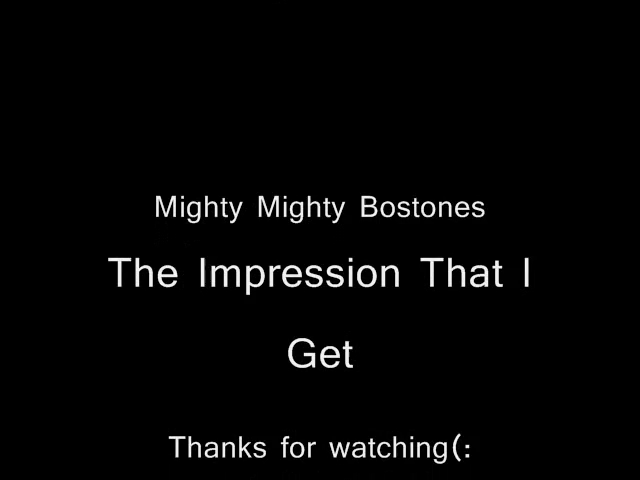 Mighty Mighty Bostones
The Impression That I
Get
Thanks for watching(: